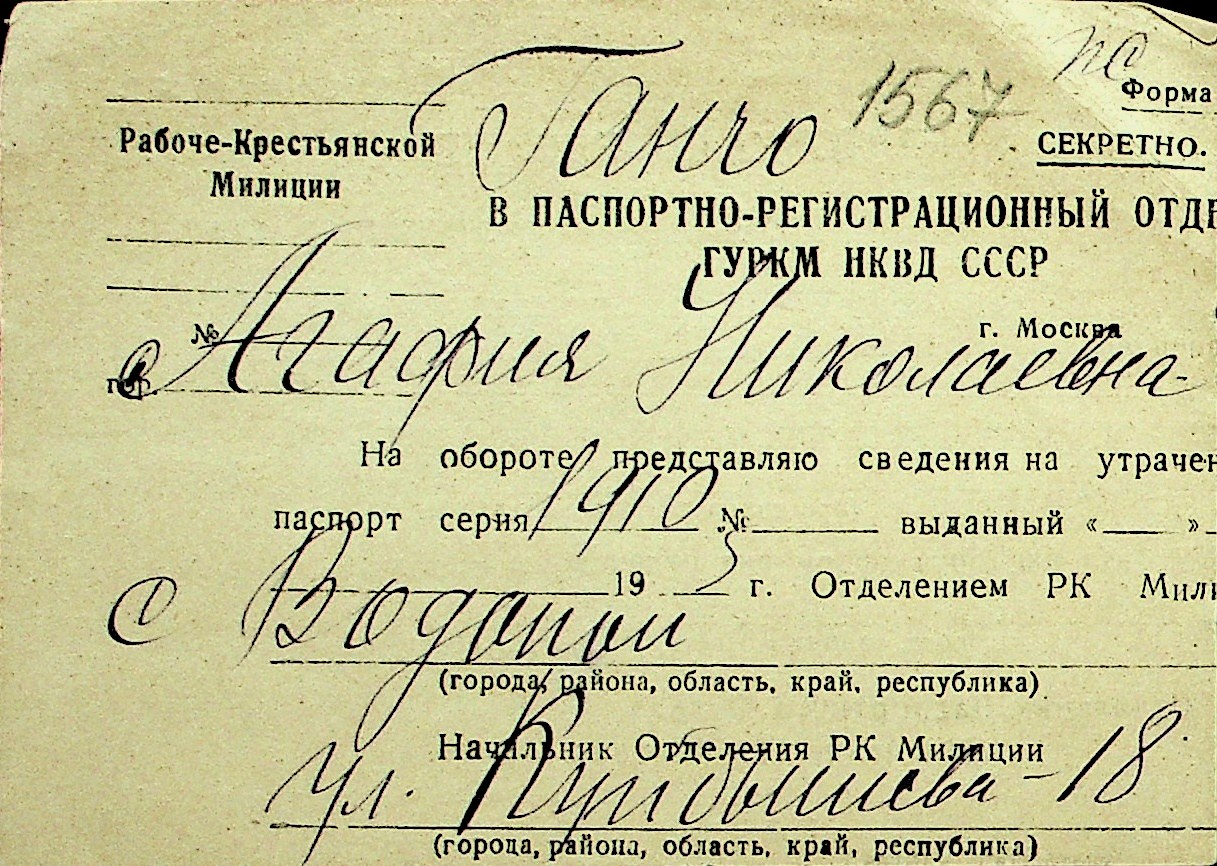 пс
Форма
Ганчо 1567
СЕКРЕТНО.
Рабоче-Крестьянской
Милиции
В ПАСПОРТНО-РЕГИСТРАЦИОННЫЙ ОТДЕ
ГУРКМ НКВД СССР
№
г. Москва
гор.
Агафия Николаевна
На обороте представляю сведения на утрачен
паспорт серия 1910 № выданный « »
19 3 г. Отделением РК Мили
с Водопой
(города, района, область, край, республика)
Начальник Отделения РК Милиции
ул. Куйбышева - 18
(города, района, область, край, республика)